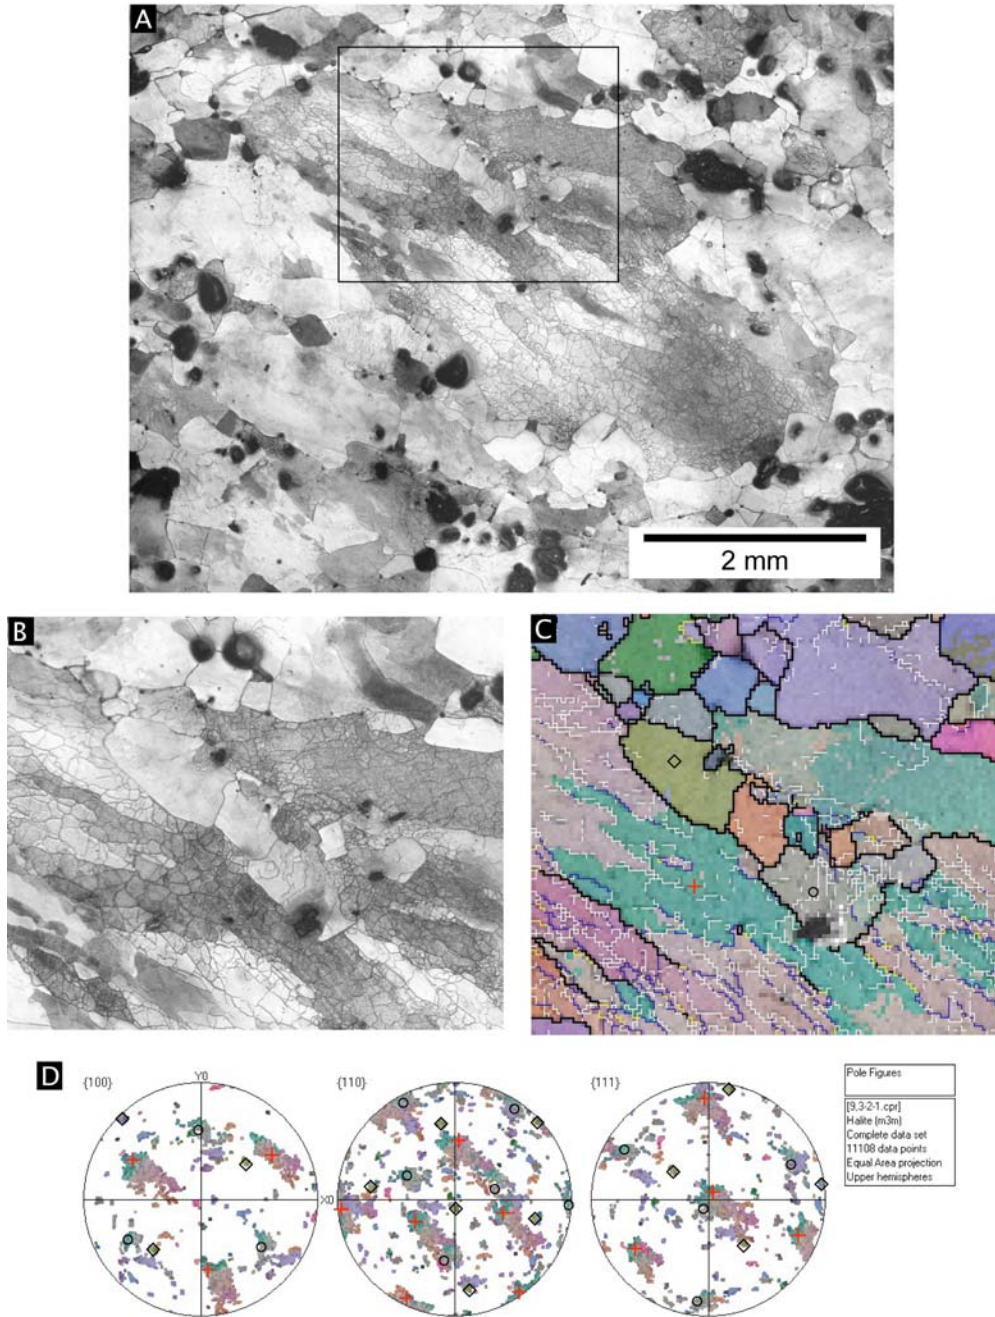 A
2 mm
B
C
D
{100}
Y0
{110}
{111}
X0
Pole Figures
[9,3-2-1.cpr]
Halite (m3m)
Complete data set
11108 data points
Equal Area projection
Upper hemispheres